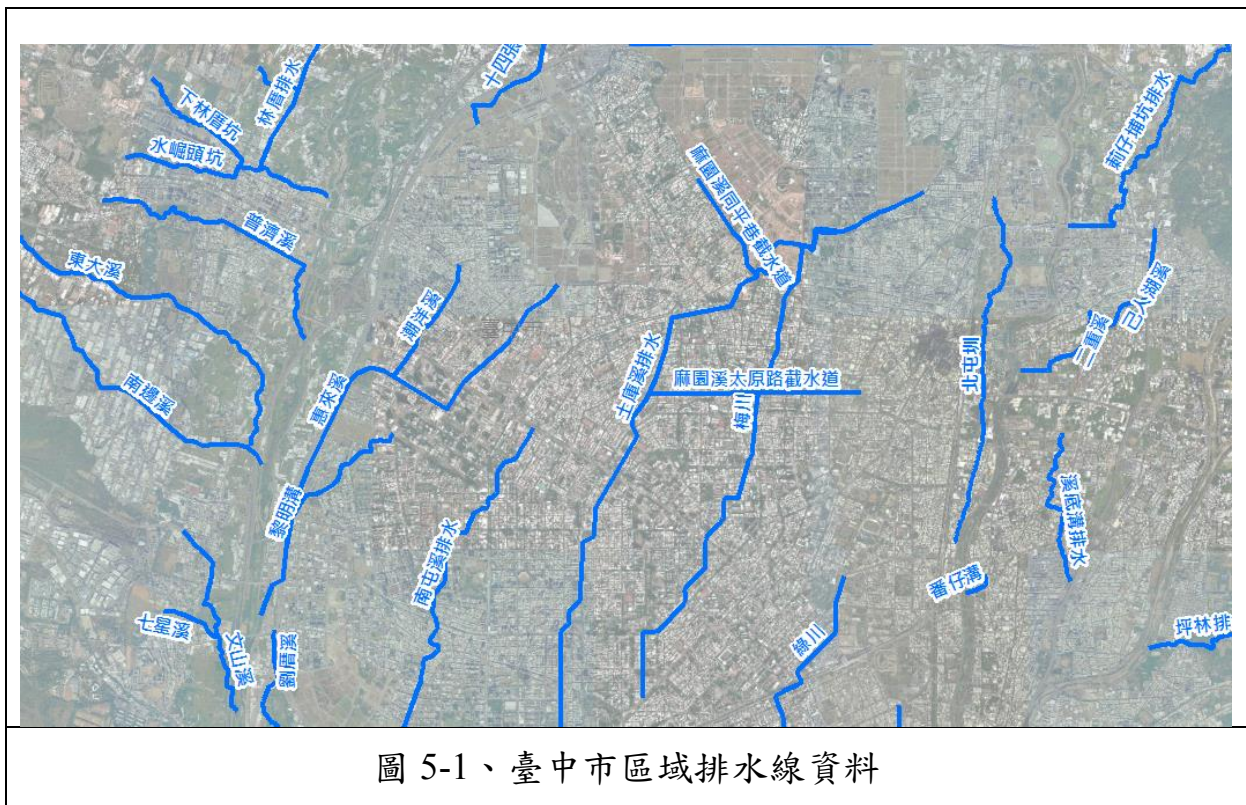 十四張
林厝排水
下林厝坑
水崛頭坑
普濟溪
東大溪
南邊溪
潮洋溪
惠來溪
黎明溝
南屯溪排水
七星溪
文山溪
劉厝溪
麻園溪同平巷截水道
土庫溪排水
麻園溪太原路截水道
梅川
綠川
北屯圳
番仔溝
莿仔埔坑排水
己人湖溪
二重溪
溪底溝排水
坪林排
圖 5-1、臺中市區域排水線資料